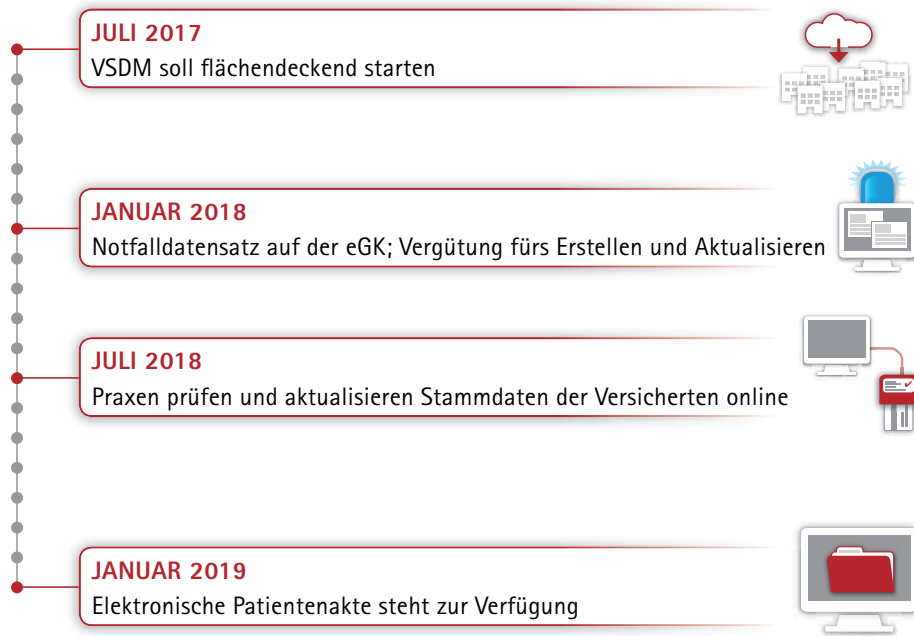 JULI 2017
VSDM soll flächendeckend starten
JANUAR 2018
Notfalldatensatz auf der eGK; Vergütung fürs Erstellen und Aktualisieren
JULI 2018
Praxen prüfen und aktualisieren Stammdaten der Versicherten online
JANUAR 2019
Elektronische Patientenakte steht zur Verfügung